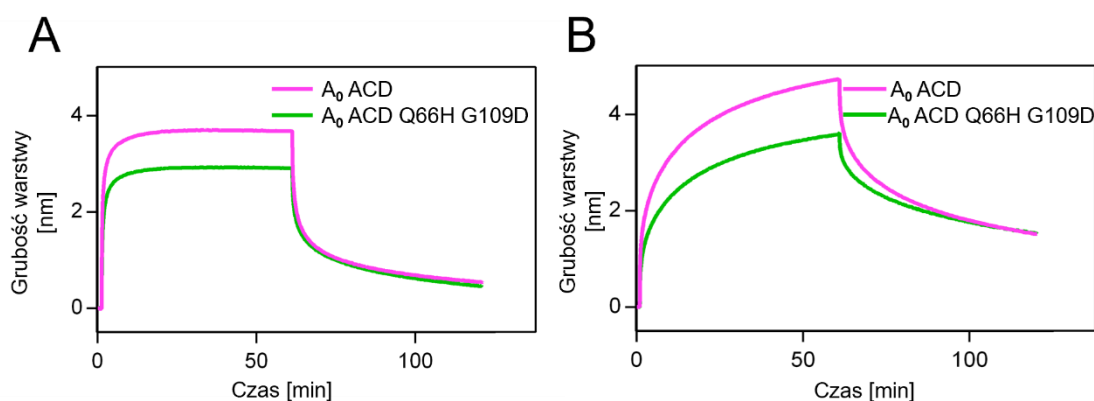 A
Grubość warstwy
[nm]
4
2
0
A₀ ACD
A₀ ACD Q66H G109D
0
50
100
Czas [min]
B
Grubość warstwy
[nm]
4
2
0
A₀ ACD
A₀ ACD Q66H G109D
0
50
100
Czas [min]